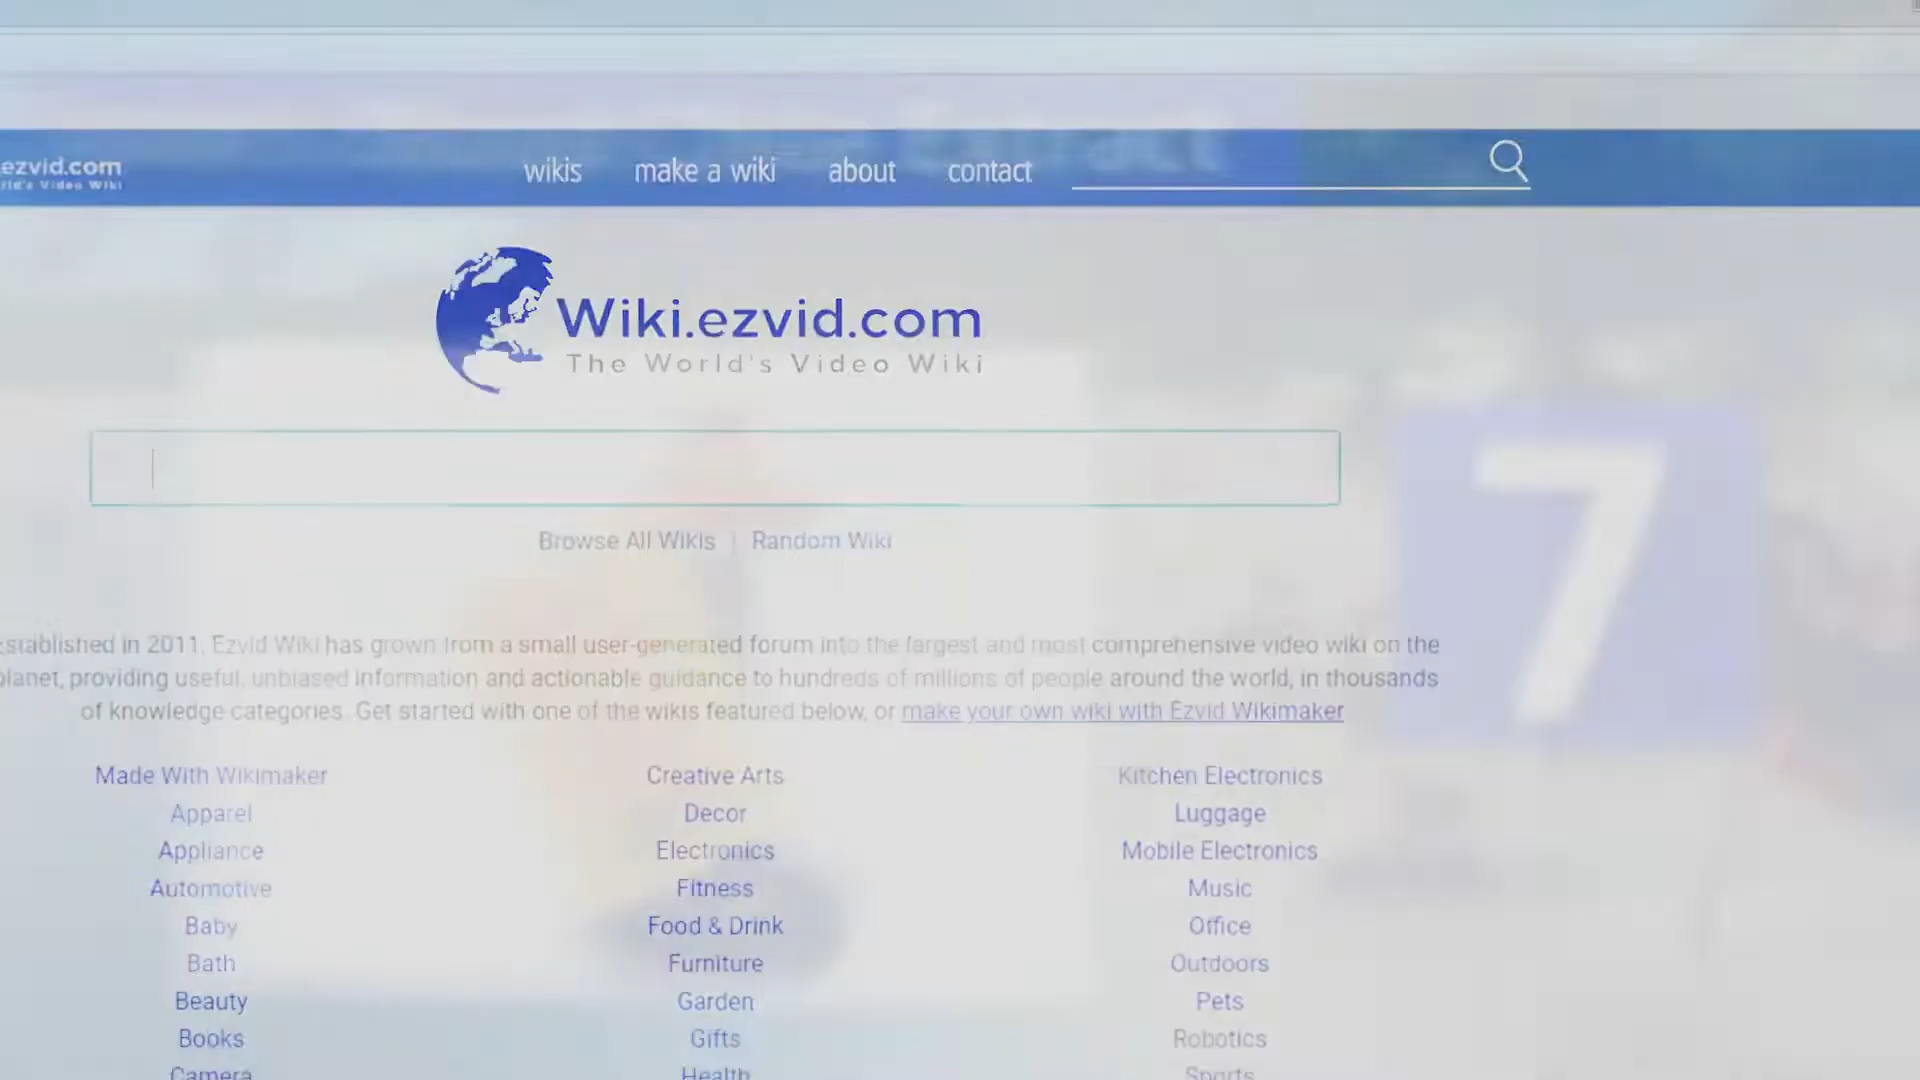 ezvid.com
wikis make a wiki about contact
Extract
Wiki.ezvid.com
The World's Video Wiki
7
Browse All Wikis | Random Wiki
stablished in 2011, Ezvid Wiki has grown from a small user-generated forum into the largest and most comprehensive video wiki on the
planet, providing useful, unbiased information and actionable guidance to hundreds of millions of people around the world, in thousands
of knowledge categories. Get started with one of the wikis featured below, or make your own wiki with Ezvid Wikimaker
Made With Wikimaker Creative Arts Kitchen Electronics
Apparel Decor Luggage
Appliance Electronics Mobile Electronics
Automotive Fitness Music
Baby Food & Drink Office
Bath Furniture Outdoors
Beauty Garden Pets
Books Gifts Robotics
Camera Health Sports